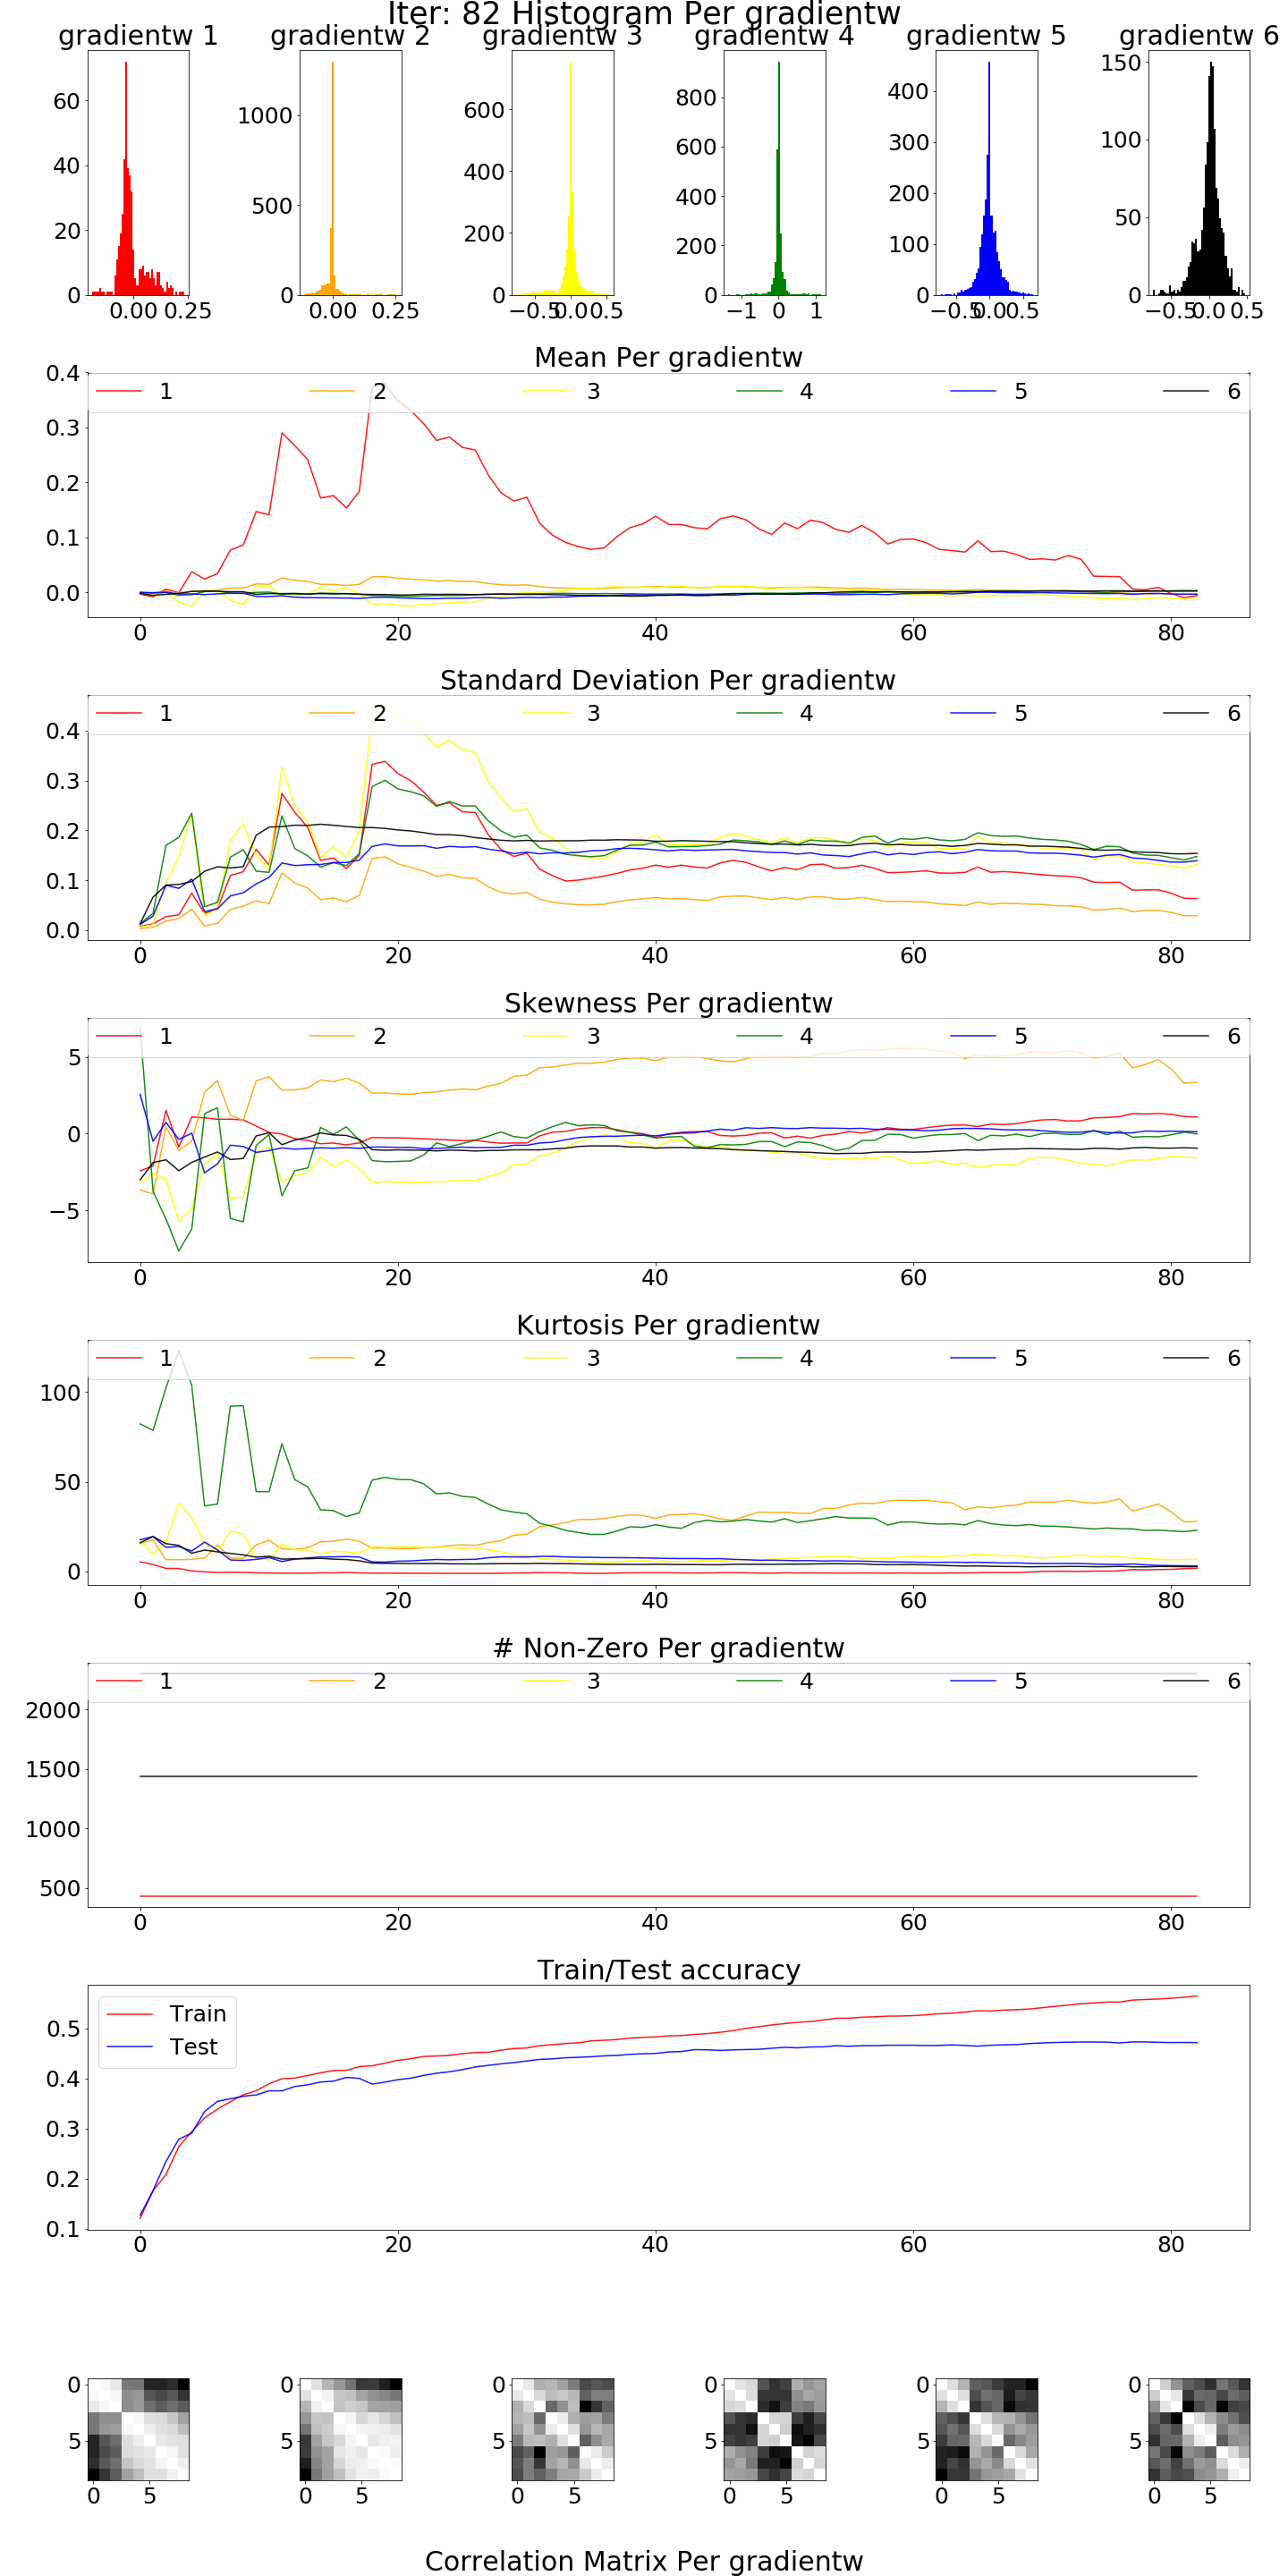 Iter: 82 Histogram Per gradientw
gradientw 1 gradientw 2 gradientw 3 gradientw 4 gradientw 5 gradientw 6
60 40 20 0
0.00 0.25
1000 500 0
0.00 0.25
600 400 200 0
−0.5 0.0 0.5
800 600 400 200 0
−1 0 1
400 300 200 100 0
−0.5 0.0 0.5
150 100 50 0
−0.5 0.0 0.5
Mean Per gradientw
1 2 3 4 5 6
0.4
0.3
0.2
0.1
0.0
0 20 40 60 80
Standard Deviation Per gradientw
1 2 3 4 5 6
0.4
0.3
0.2
0.1
0.0
0 20 40 60 80
Skewness Per gradientw
1 2 3 4 5 6
5
0
−5
0 20 40 60 80
Kurtosis Per gradientw
1 2 3 4 5 6
100
50
0
0 20 40 60 80
# Non-Zero Per gradientw
1 2 3 4 5 6
2000
1500
1000
500
0 20 40 60 80
Train/Test accuracy
Train
Test
0.5
0.4
0.3
0.2
0.1
0 20 40 60 80
0 0 0 0 0 0
5 5 5 5 5 5
0 5 0 5 0 5 0 5 0 5 0 5
Correlation Matrix Per gradientw